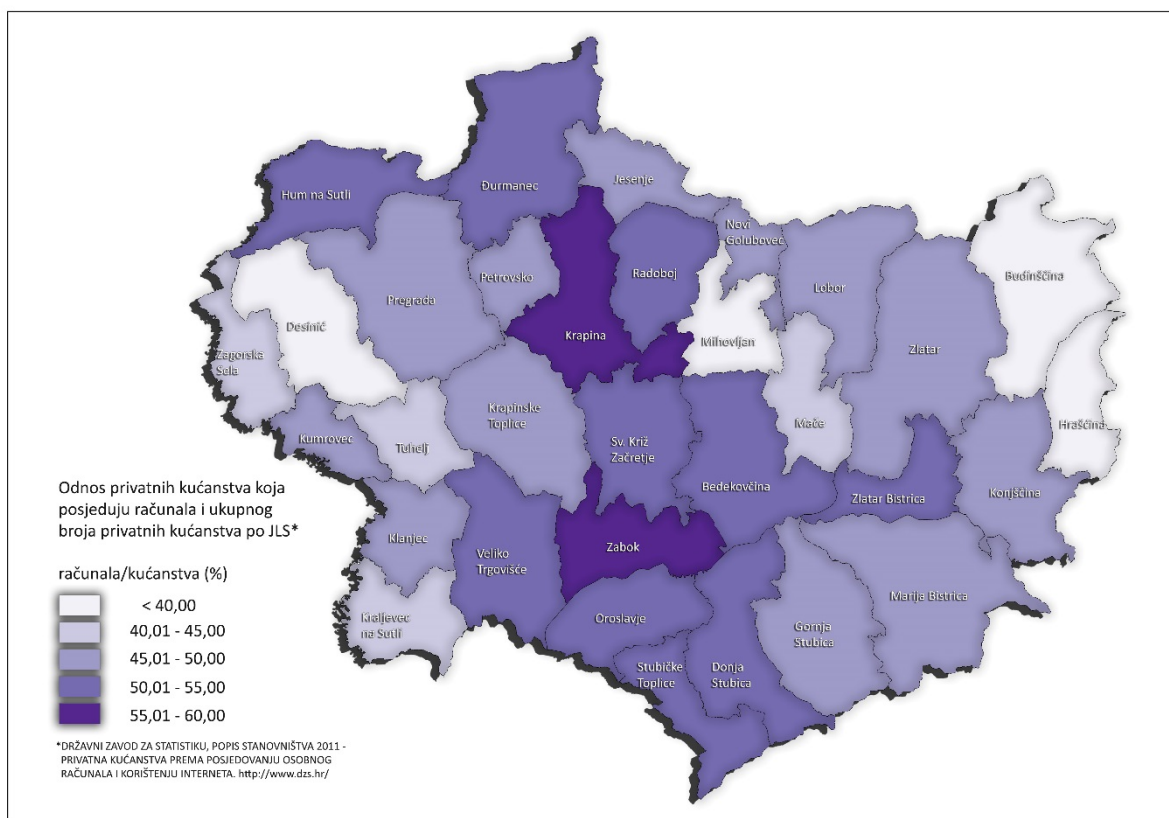 Hum na Sutli
Đurmanec
Jesenje
Novi
Golubovec
Petrovsko
Radoboj
Lobor
Budinščina
Pregrada
Desinić
Krapina
Mihovljan
Zlatar
Zagorska
Sela
Krapinske
Toplice
Mače
Hrašćina
Kumrovec
Tuhelj
Sv. Križ
Začretje
Bedekovčina
Zlatar Bistrica
Konjščina
Klanjec
Veliko
Trgovišće
Zabok
Marija Bistrica
Kraljevec
na Sutli
Oroslavje
Gornja
Stubica
Stubičke
Toplice
Donja
Stubica
Odnos privatnih kućanstva koja
posjeduju računala i ukupnog
broja privatnih kućanstva po JLS*
računala/kućanstva (%)
< 40,00
40,01 - 45,00
45,01 - 50,00
50,01 - 55,00
55,01 - 60,00
*DRŽAVNI ZAVOD ZA STATISTIKU, POPIS STANOVNIŠTVA 2011 -
PRIVATNA KUĆANSTVA PREMA POSJEDOVANJU OSOBNOG
RAČUNALA I KORIŠTENJU INTERNETA. http://www.dzs.hr/